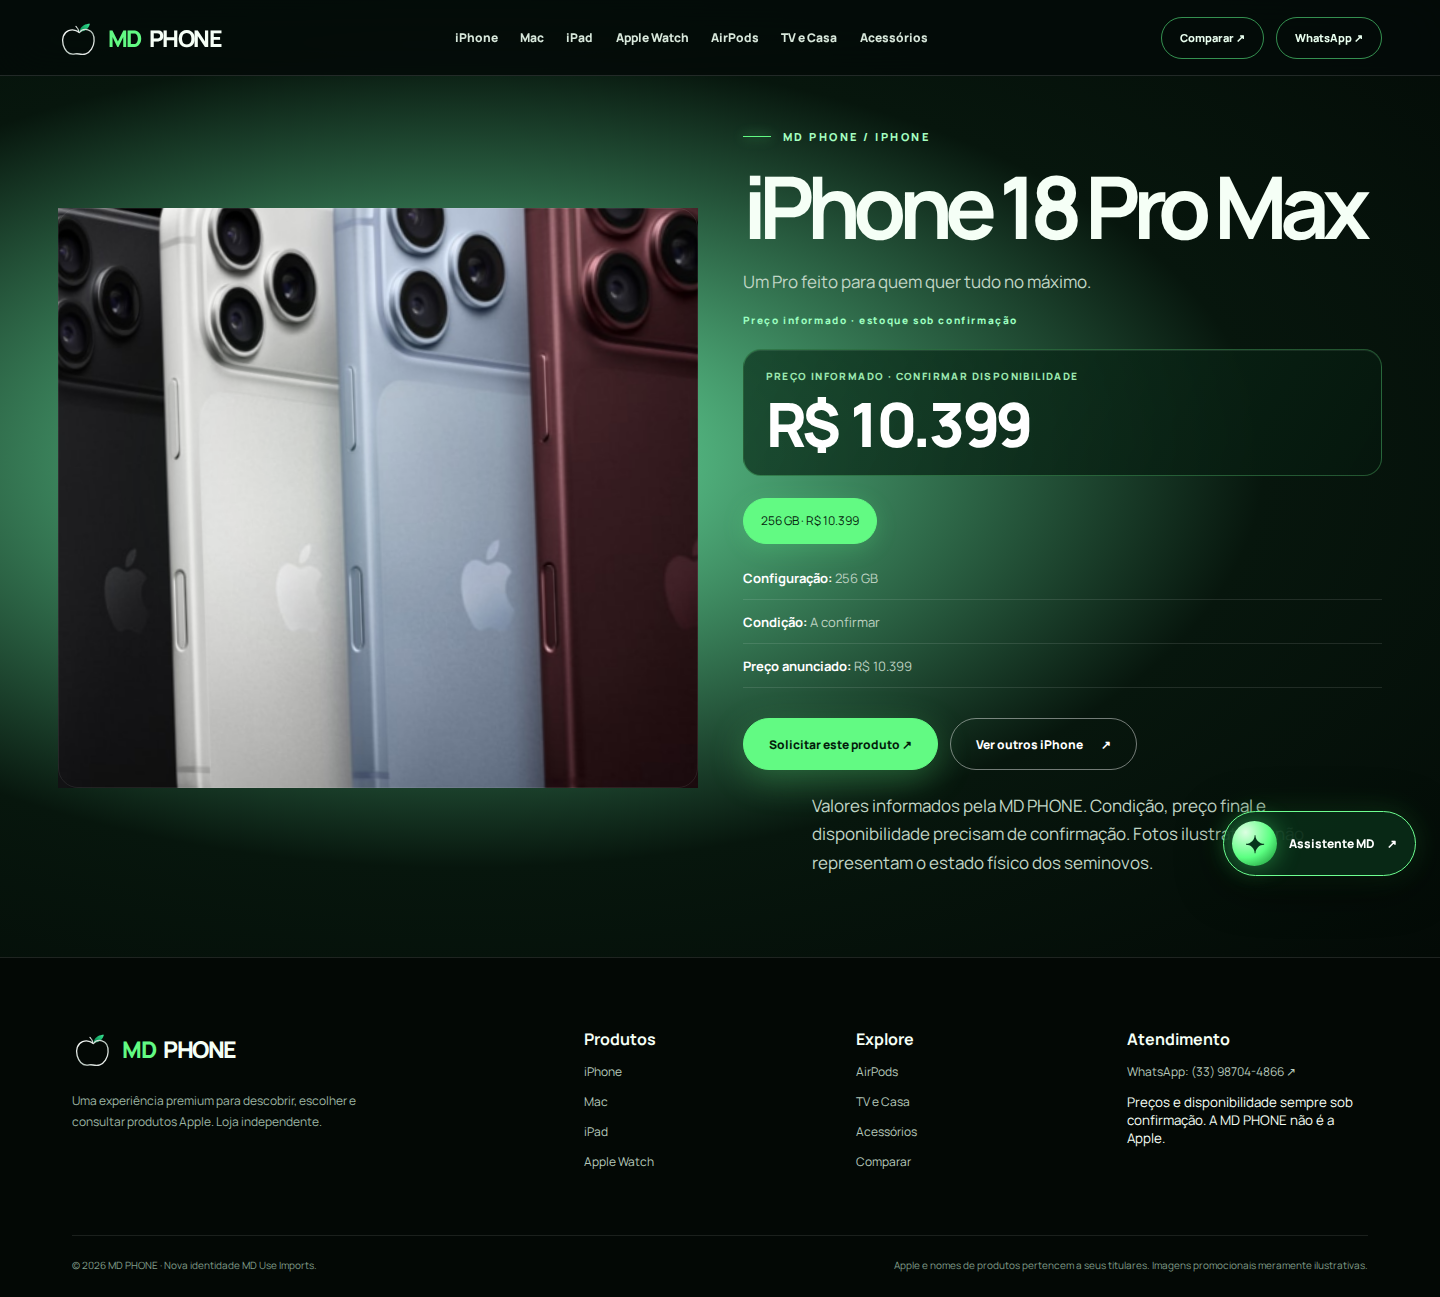 MD PHONE
iPhone Mac iPad Apple Watch AirPods TV e Casa Acessórios
Comparar ↗ WhatsApp ↗
MD PHONE / IPHONE
iPhone 18 Pro Max
Um Pro feito para quem quer tudo no máximo.
Preço informado · estoque sob confirmação
PREÇO INFORMADO · CONFIRMAR DISPONIBILIDADE
R$ 10.399
256 GB · R$ 10.399
Configuração: 256 GB
Condição: A confirmar
Preço anunciado: R$ 10.399
Solicitar este produto ↗ Ver outros iPhone ↗
Valores informados pela MD PHONE. Condição, preço final e
disponibilidade precisam de confirmação. Fotos ilustra não
representam o estado físico dos seminovos.
Assistente MD ↗
MD PHONE
Uma experiência premium para descobrir, escolher e
consultar produtos Apple. Loja independente.
Produtos
iPhone
Mac
iPad
Apple Watch
Explore
AirPods
TV e Casa
Acessórios
Comparar
Atendimento
WhatsApp: (33) 98704-4866 ↗
Preços e disponibilidade sempre sob
confirmação. A MD PHONE não é a
Apple.
© 2026 MD PHONE · Nova identidade MD Use Imports.
Apple e nomes de produtos pertencem a seus titulares. Imagens promocionais meramente ilustrativas.